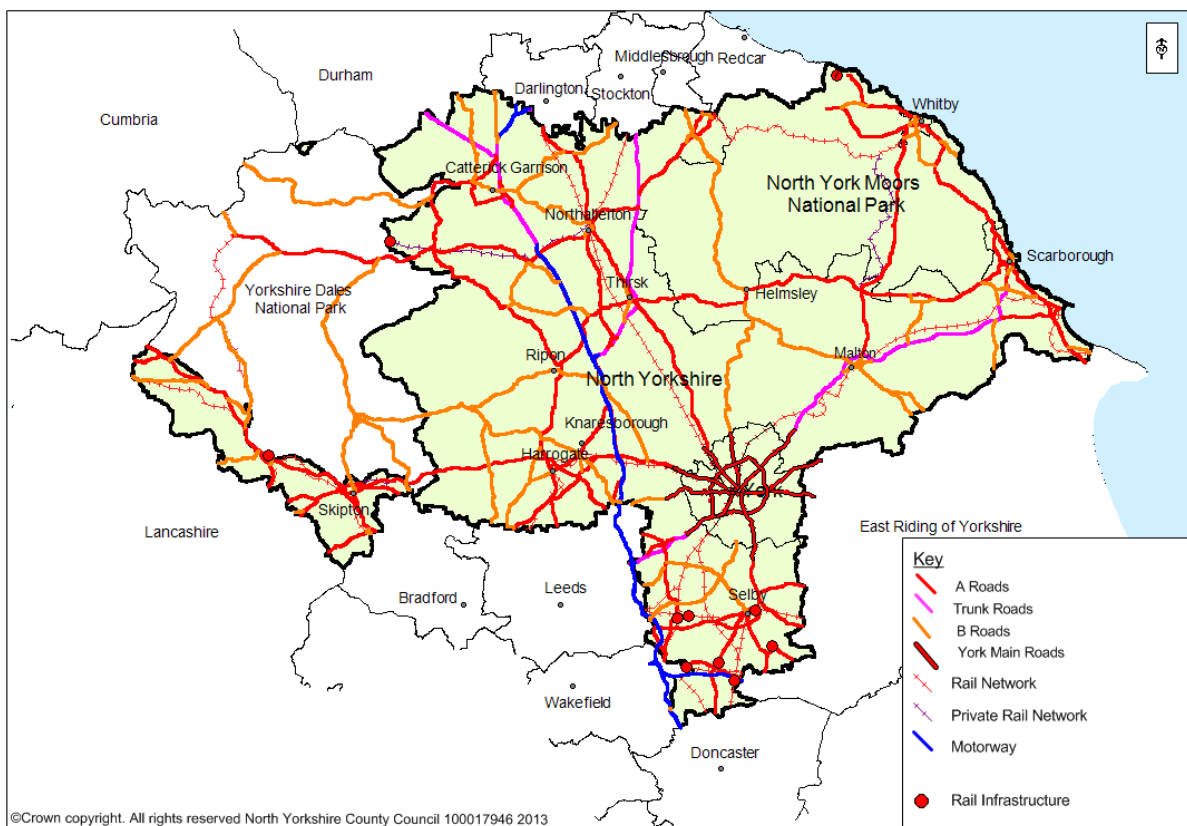 Middlesbrough
Redcar
Durham
Darlington
Stockton
Cumbria
Whitby
Catterick Garrison
North York Moors
National Park
Northallerton
Scarborough
Yorkshire Dales
National Park
Thirsk
Helmsley
Ripon
Malton
North Yorkshire
Knaresborough
Harrogate
York
Skipton
Lancashire
East Riding of Yorkshire
Leeds
Bradford
Selby
Wakefield
Doncaster
Key
A Roads
Trunk Roads
B Roads
York Main Roads
Rail Network
Private Rail Network
Motorway
Rail Infrastructure
©Crown copyright. All rights reserved North Yorkshire County Council 100017946 2013